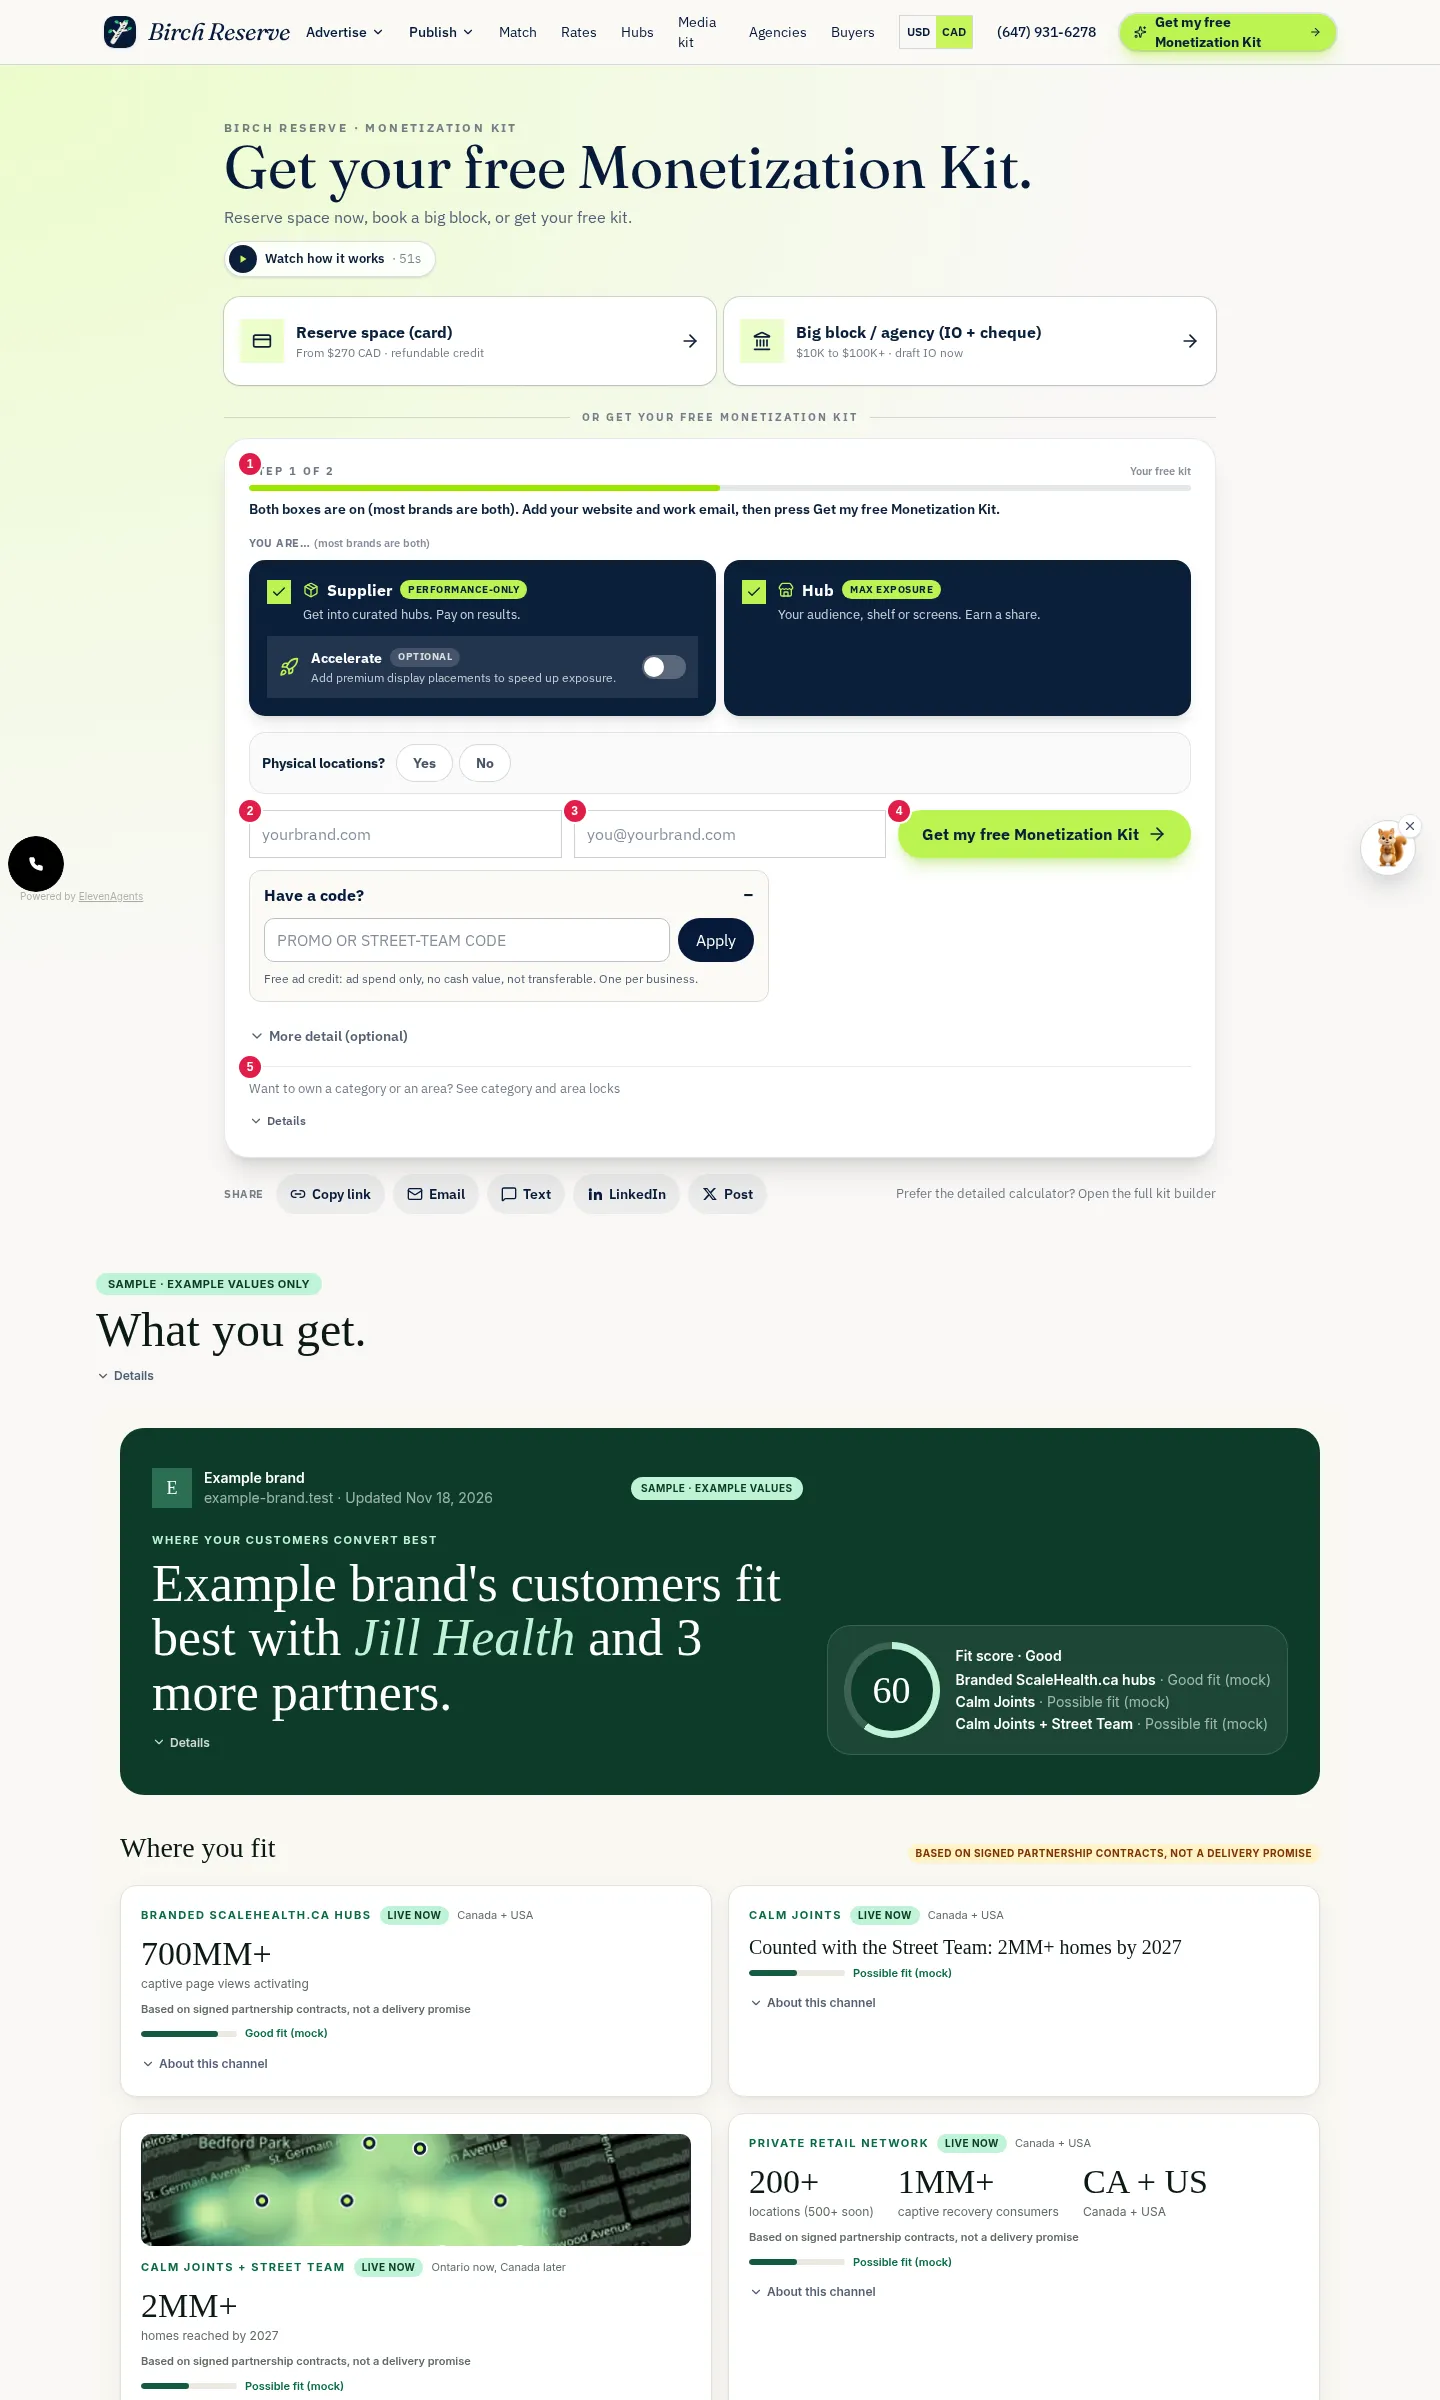 Birch Reserve
Advertise
Publish
Match
Rates
Hubs
Media kit
Agencies
Buyers
USD CAD
(647) 931-6278
Get my free Monetization Kit
BIRCH RESERVE · MONETIZATION KIT
Get your free Monetization Kit.
Reserve space now, book a big block, or get your free kit.
Watch how it works · 51s
Reserve space (card)
From $270 CAD · refundable credit
Big block / agency (IO + cheque)
$10K to $100K+ · draft IO now
OR GET YOUR FREE MONETIZATION KIT
1
TEP 1 OF 2
Your free kit
Both boxes are on (most brands are both). Add your website and work email, then press Get my free Monetization Kit.
YOU ARE... (most brands are both)
Supplier PERFORMANCE-ONLY
Get into curated hubs. Pay on results.
Accelerate OPTIONAL
Add premium display placements to speed up exposure.
Hub MAX EXPOSURE
Your audience, shelf or screens. Earn a share.
Physical locations? Yes No
2
yourbrand.com
3
you@yourbrand.com
4
Get my free Monetization Kit
Powered by ElevenAgents
Have a code? −
PROMO OR STREET-TEAM CODE
Apply
Free ad credit: ad spend only, no cash value, not transferable. One per business.
More detail (optional)
5
Want to own a category or an area? See category and area locks
Details
SHARE
Copy link
Email
Text
LinkedIn
Post
Prefer the detailed calculator? Open the full kit builder
SAMPLE · EXAMPLE VALUES ONLY
What you get.
Details
E
Example brand
example-brand.test · Updated Nov 18, 2026
SAMPLE · EXAMPLE VALUES
WHERE YOUR CUSTOMERS CONVERT BEST
Example brand's customers fit
best with Jill Health and 3
more partners.
Details
60
Fit score · Good
Branded ScaleHealth.ca hubs · Good fit (mock)
Calm Joints · Possible fit (mock)
Calm Joints + Street Team · Possible fit (mock)
Where you fit
BASED ON SIGNED PARTNERSHIP CONTRACTS, NOT A DELIVERY PROMISE
BRANDED SCALEHEALTH.CA HUBS LIVE NOW Canada + USA
700MM+
captive page views activating
Based on signed partnership contracts, not a delivery promise
Good fit (mock)
About this channel
CALM JOINTS LIVE NOW Canada + USA
Counted with the Street Team: 2MM+ homes by 2027
Possible fit (mock)
About this channel
Bedford Park
St. Germain
St. Germain Avenue
Avenue
wood Avenue
CALM JOINTS + STREET TEAM LIVE NOW Ontario now, Canada later
2MM+
homes reached by 2027
Based on signed partnership contracts, not a delivery promise
Possible fit (mock)
PRIVATE RETAIL NETWORK LIVE NOW Canada + USA
200+
locations (500+ soon)
1MM+
captive recovery consumers
CA + US
Canada + USA
Based on signed partnership contracts, not a delivery promise
Possible fit (mock)
About this channel